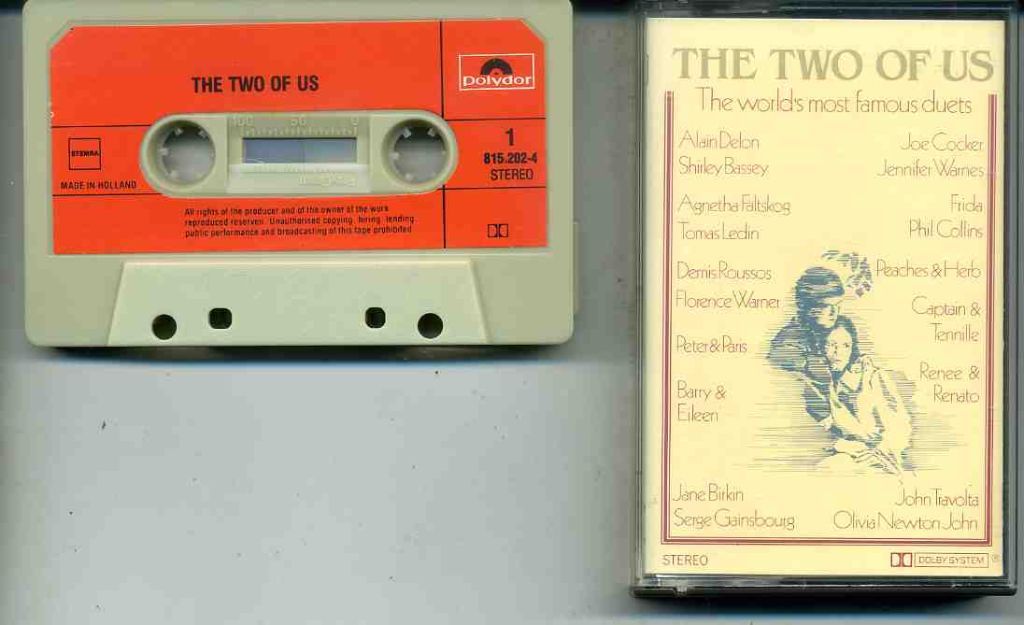 THE TWO OF US
Polydor
STEMRA
MADE IN HOLLAND
100 50 0
1
815.202-4
STEREO
All rights of the producer and of the owner of the work
reproduced reserved. Unauthorised copying, hiring, lending,
public performance and broadcasting of this tape prohibited
THE TWO OF US
The world's most famous duets
Alain Delon
Shirley Bassey
Agnetha Fältskog
Tomas Ledin
Demis Roussos
Florence Warner
Peter & Paris
Barry &
Eileen
Jane Birkin
Serge Gainsbourg
Joe Cocker
Jennifer Warnes
Frida
Phil Collins
Peaches & Herb
Captain &
Tennille
Renee &
Renato
John Travolta
Olivia Newton John
STEREO
DOLBY SYSTEM ®